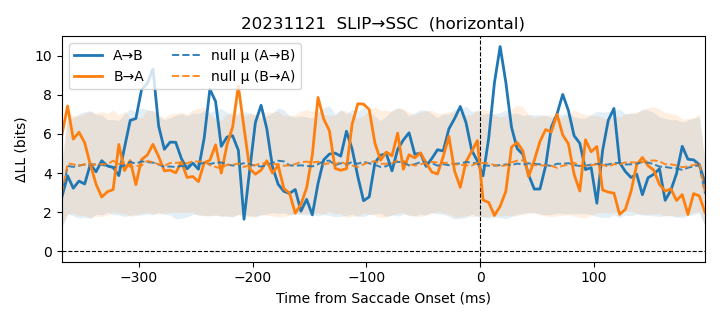 20231121  SLIP→SSC  (horizontal)
ΔLL (bits)
10
8
6
4
2
0
A→B
B→A
null μ (A→B)
null μ (B→A)
−300
−200
−100
0
100
Time from Saccade Onset (ms)